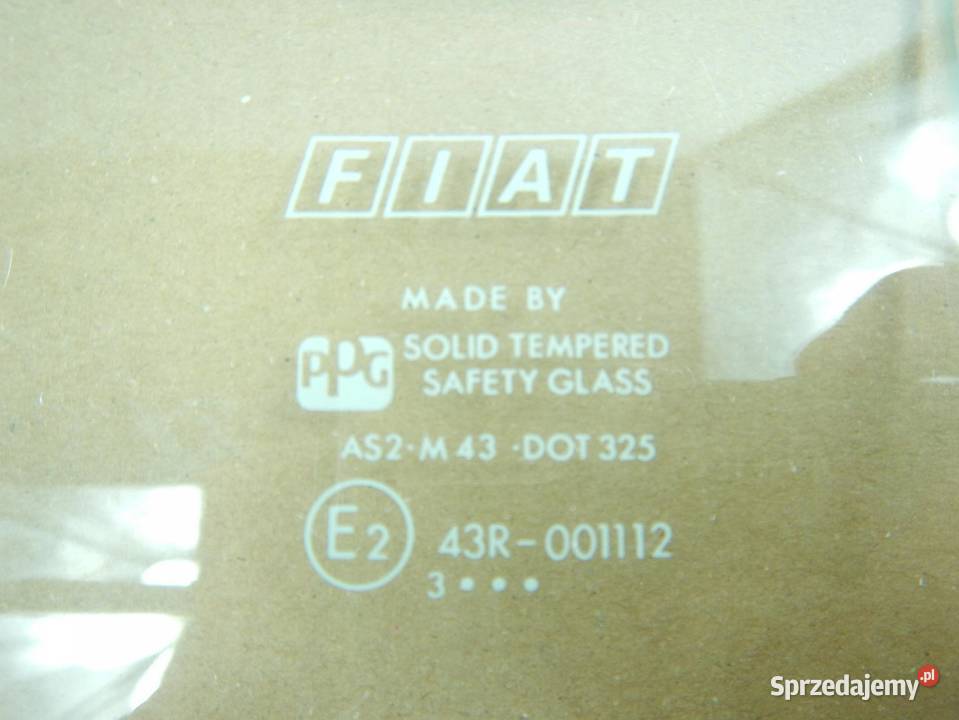 FIAT
MADE BY
PPG SOLID TEMPERED
SAFETY GLASS
AS2·M 43 ·DOT 325
E2 43R-001112
3 • • •
Sprzedajemy.pl